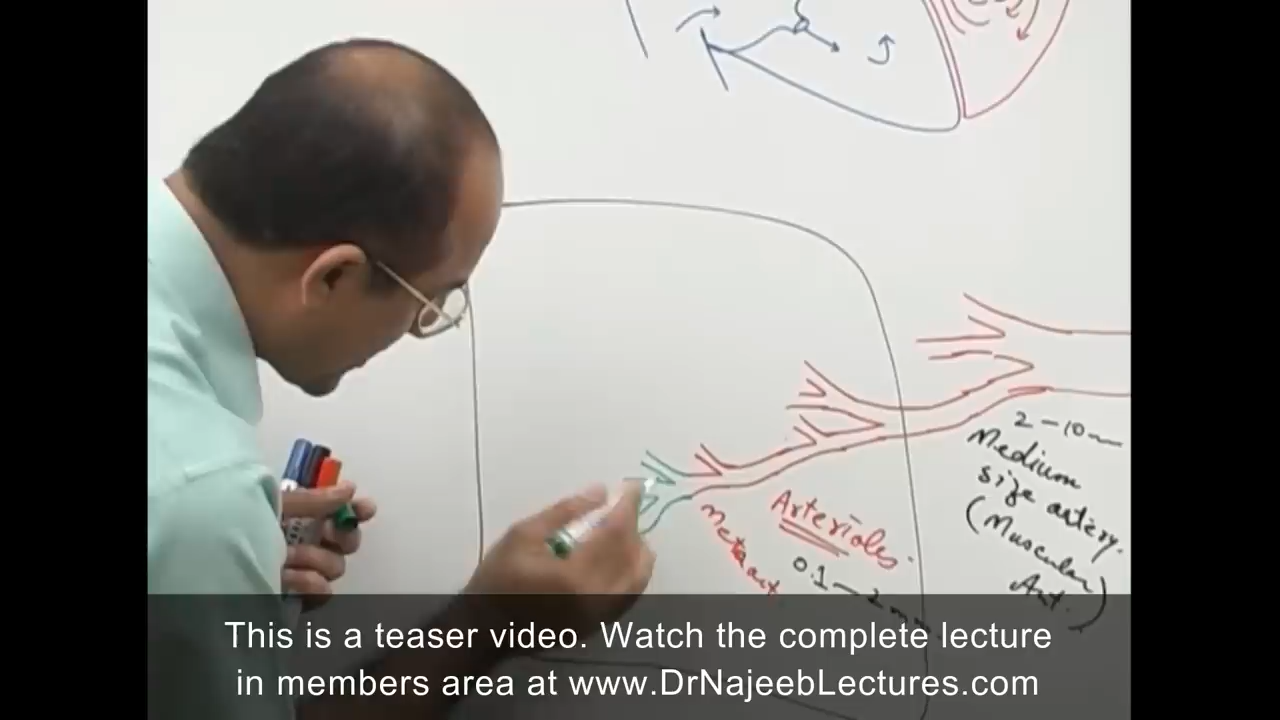 2-10 m
Medium
size artery.
(Muscular
Art.)
Arterioles.
0.1 - 2 mm
Metaart
This is a teaser video. Watch the complete lecture
in members area at www.DrNajeebLectures.com